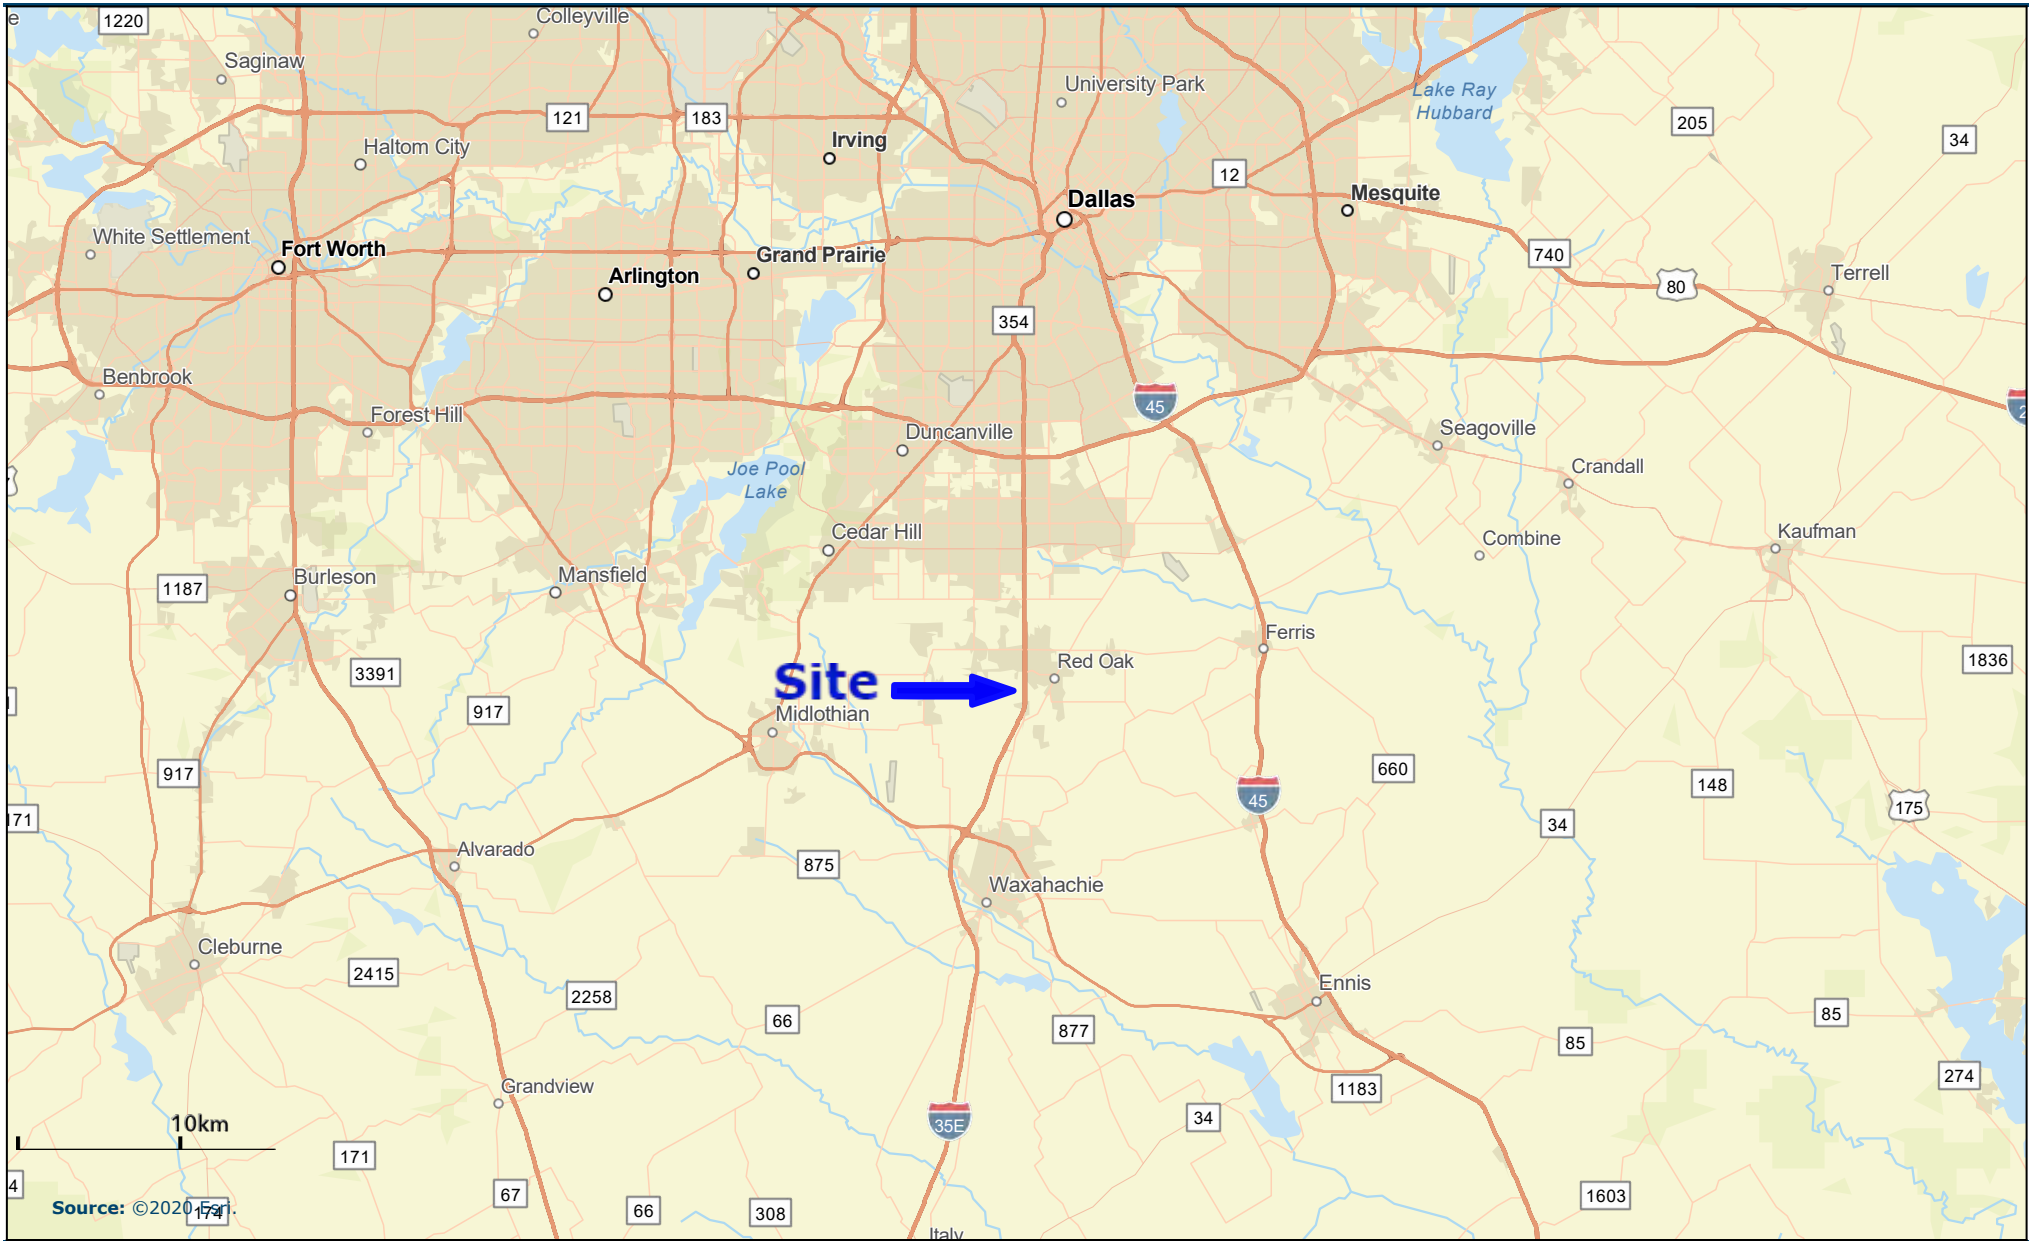 e
1220
Colleyville
Saginaw
University Park
Lake Ray
Hubbard
121
183
205
34
Irving
Haltom City
12
Mesquite
Dallas
White Settlement
Fort Worth
Grand Prairie
740
Arlington
80
Terrell
354
Benbrook
45
2
Forest Hill
Duncanville
Seagoville
Joe Pool
Lake
Crandall
Cedar Hill
Combine
Kaufman
1187
Burleson
Mansfield
Ferris
Red Oak
1836
3391
Site
917
Midlothian
917
660
148
45
175
171
34
Alvarado
875
Waxahachie
Cleburne
2415
Ennis
2258
66
877
85
85
274
Grandview
1183
10km
35E
34
171
4
67
1603
Source: ©2020 Esri.
174
66
308
Italy